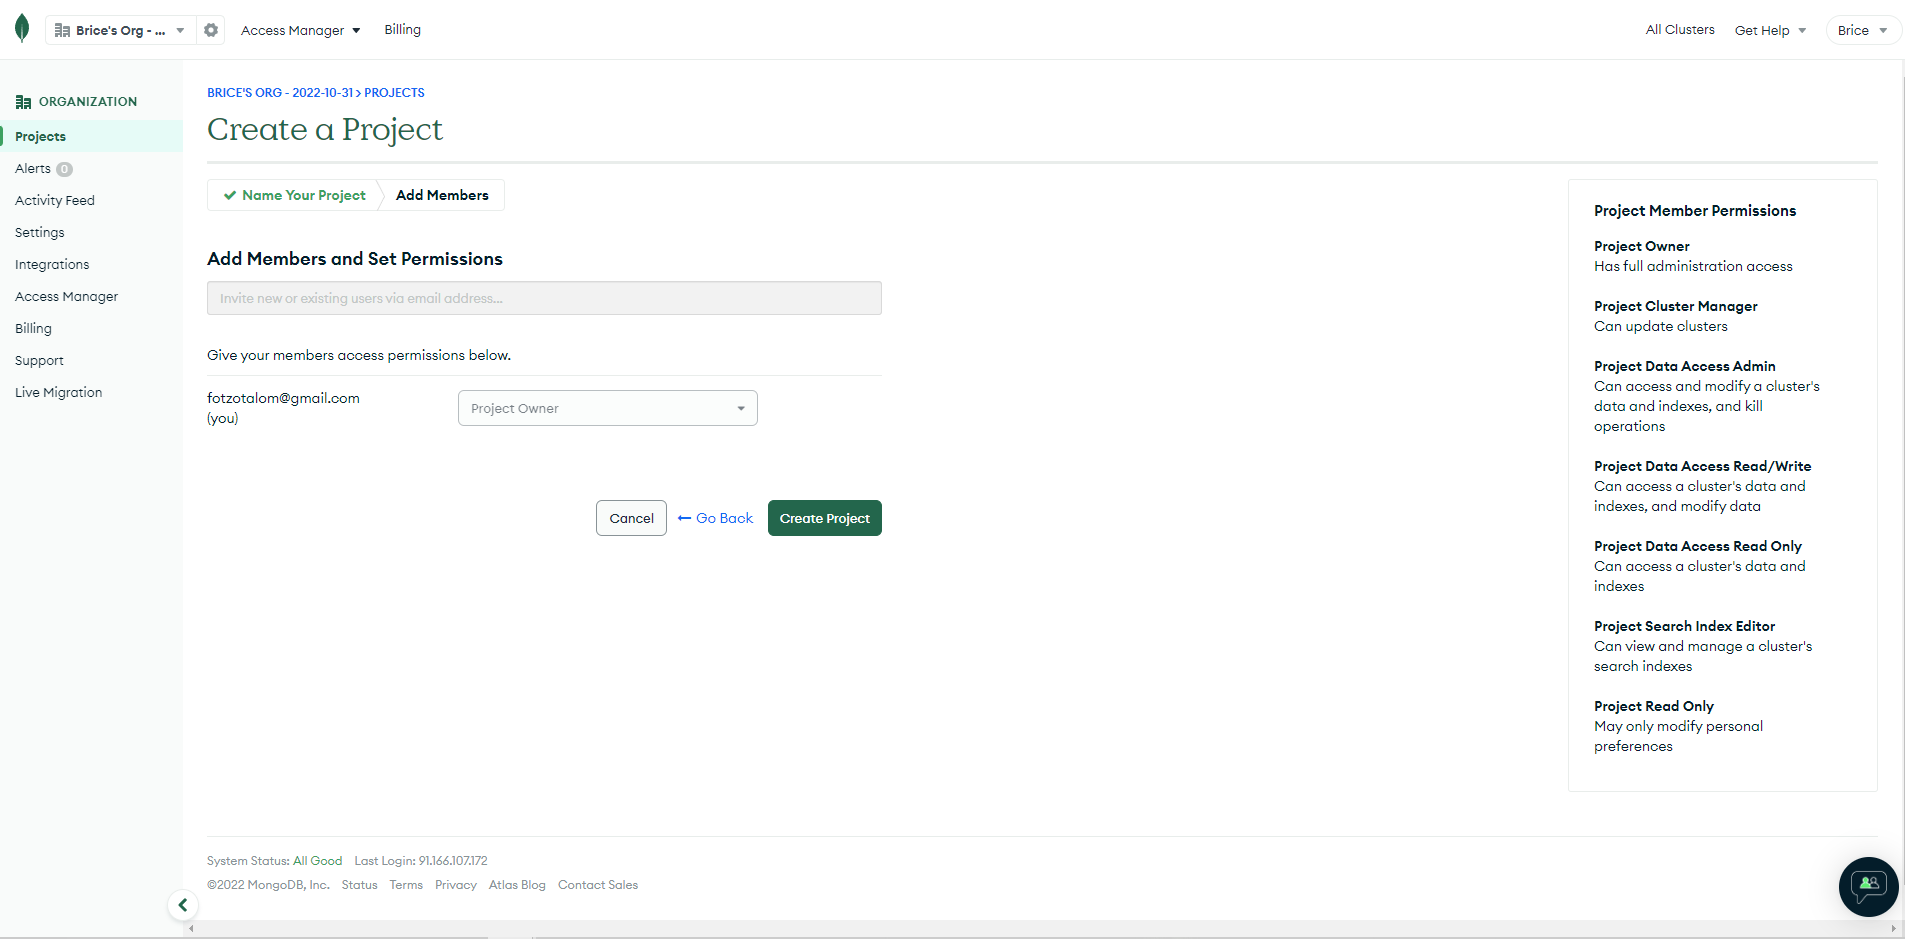 Brice's Org - ...
Access Manager
Billing
All Clusters
Get Help
Brice
ORGANIZATION
Projects
Alerts 0
Activity Feed
Settings
Integrations
Access Manager
Billing
Support
Live Migration
BRICE'S ORG - 2022-10-31 > PROJECTS
Create a Project
Name Your Project
Add Members
Add Members and Set Permissions
Invite new or existing users via email address...
Give your members access permissions below.
fotzotalom@gmail.com
(you)
Project Owner
Cancel
Go Back
Create Project
Project Member Permissions
Project Owner
Has full administration access
Project Cluster Manager
Can update clusters
Project Data Access Admin
Can access and modify a cluster's
data and indexes, and kill
operations
Project Data Access Read/Write
Can access a cluster's data and
indexes, and modify data
Project Data Access Read Only
Can access a cluster's data and
indexes
Project Search Index Editor
Can view and manage a cluster's
search indexes
Project Read Only
May only modify personal
preferences
System Status: All Good Last Login: 91.166.107.172
©2022 MongoDB, Inc. Status Terms Privacy Atlas Blog Contact Sales